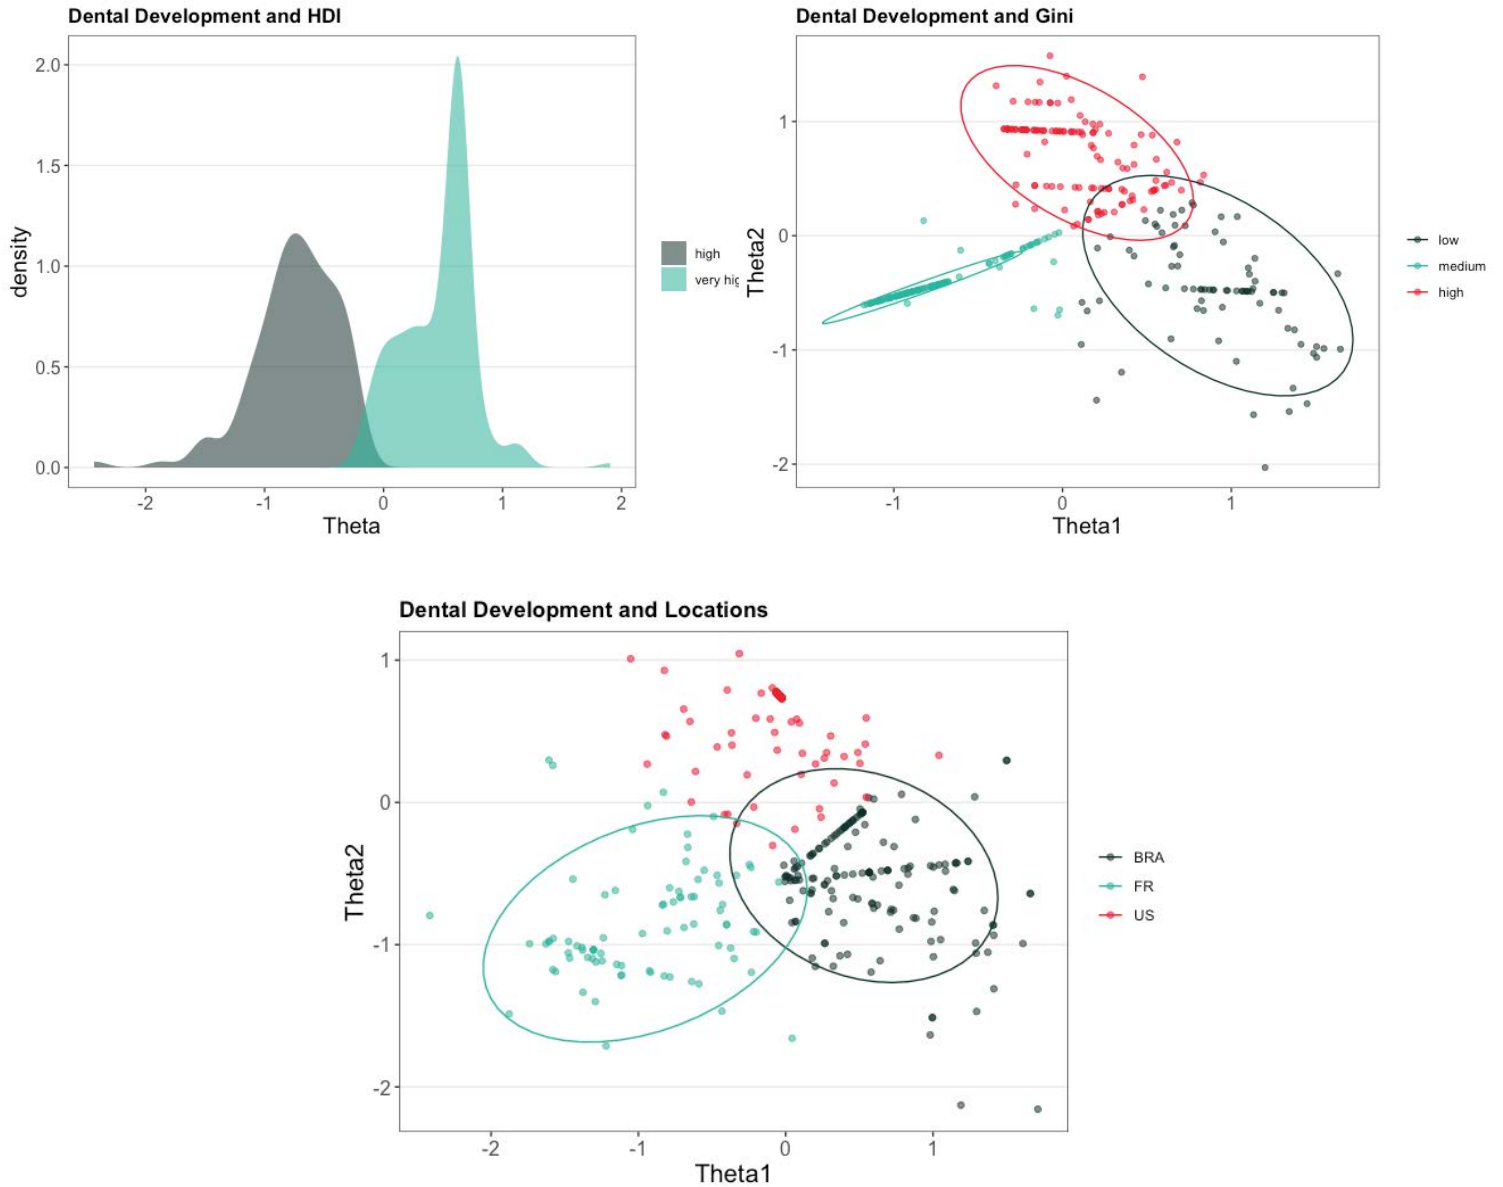 Dental Development and HDI
density
2.0
1.5
1.0
0.5
0.0
-2 -1 0 1 2
Theta
high
very hig
Dental Development and Gini
Theta2
1
0
-1
-2
-1 0 1
Theta1
low
medium
high
Dental Development and Locations
Theta2
1
0
-1
-2
-2 -1 0 1
Theta1
BRA
FR
US